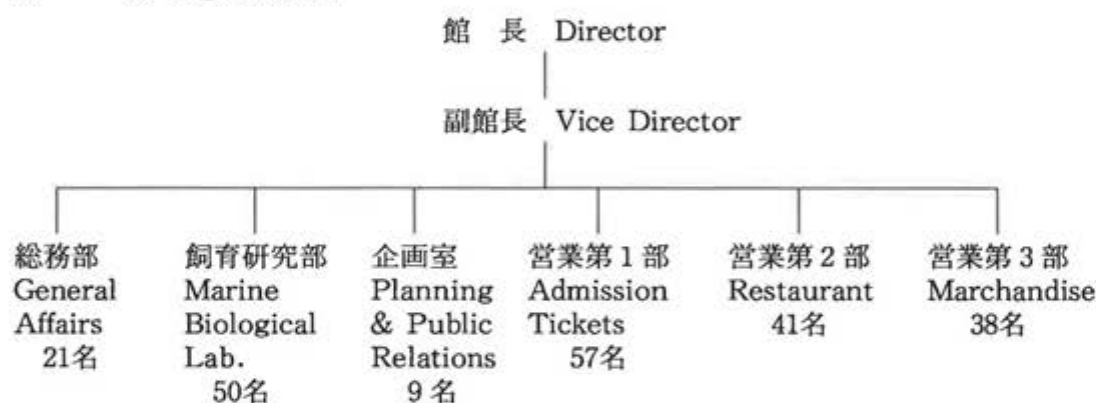 館　長　Director
副館長　Vice Director
総務部
General
Affairs
21名
飼育研究部
Marine
Biological
Lab.
50名
企画室
Planning
& Public
Relations
9 名
営業第 1 部
Admission
Tickets
57名
営業第 2 部
Restaurant
41名
営業第 3 部
Marchandise
38名